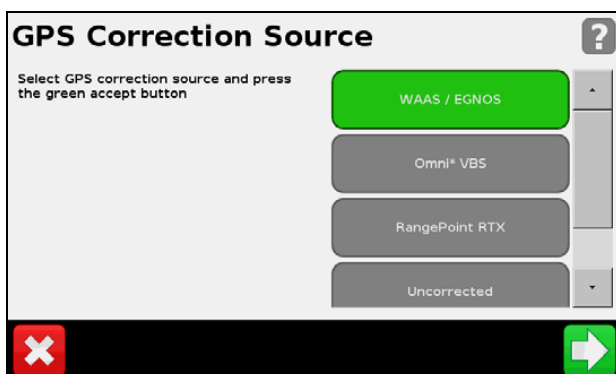 GPS Correction Source
?
Select GPS correction source and press
the green accept button
WAAS / EGNOS
Omni* VBS
RangePoint RTX
Uncorrected